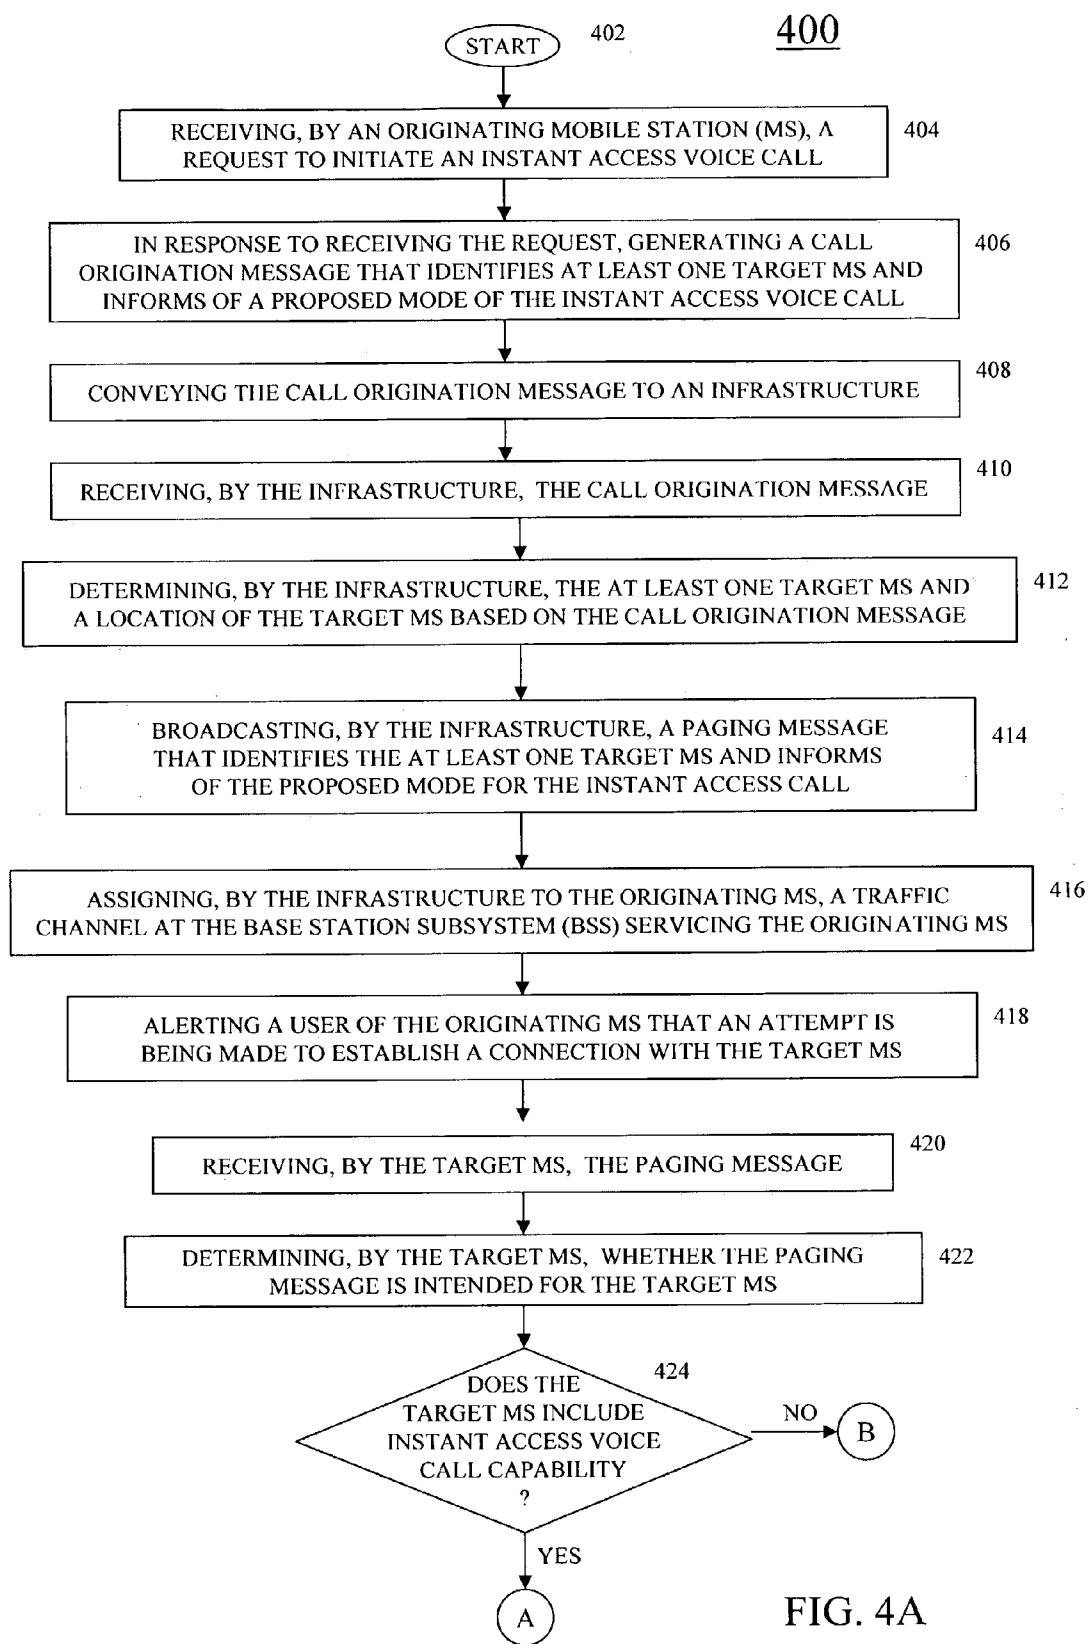 400
START
402
RECEIVING, BY AN ORIGINATING MOBILE STATION (MS), A
REQUEST TO INITIATE AN INSTANT ACCESS VOICE CALL
404
IN RESPONSE TO RECEIVING THE REQUEST, GENERATING A CALL
ORIGINATION MESSAGE THAT IDENTIFIES AT LEAST ONE TARGET MS AND
INFORMS OF A PROPOSED MODE OF THE INSTANT ACCESS VOICE CALL
406
CONVEYING THE CALL ORIGINATION MESSAGE TO AN INFRASTRUCTURE
408
RECEIVING, BY THE INFRASTRUCTURE, THE CALL ORIGINATION MESSAGE
410
DETERMINING, BY THE INFRASTRUCTURE, THE AT LEAST ONE TARGET MS AND
A LOCATION OF THE TARGET MS BASED ON THE CALL ORIGINATION MESSAGE
412
BROADCASTING, BY THE INFRASTRUCTURE, A PAGING MESSAGE
THAT IDENTIFIES THE AT LEAST ONE TARGET MS AND INFORMS
OF THE PROPOSED MODE FOR THE INSTANT ACCESS CALL
414
ASSIGNING, BY THE INFRASTRUCTURE TO THE ORIGINATING MS, A TRAFFIC
CHANNEL AT THE BASE STATION SUBSYSTEM (BSS) SERVICING THE ORIGINATING MS
416
ALERTING A USER OF THE ORIGINATING MS THAT AN ATTEMPT IS
BEING MADE TO ESTABLISH A CONNECTION WITH THE TARGET MS
418
RECEIVING, BY THE TARGET MS, THE PAGING MESSAGE
420
DETERMINING, BY THE TARGET MS, WHETHER THE PAGING
MESSAGE IS INTENDED FOR THE TARGET MS
422
424
DOES THE
TARGET MS INCLUDE
INSTANT ACCESS VOICE
CALL CAPABILITY
?
NO
B
YES
A
FIG. 4A